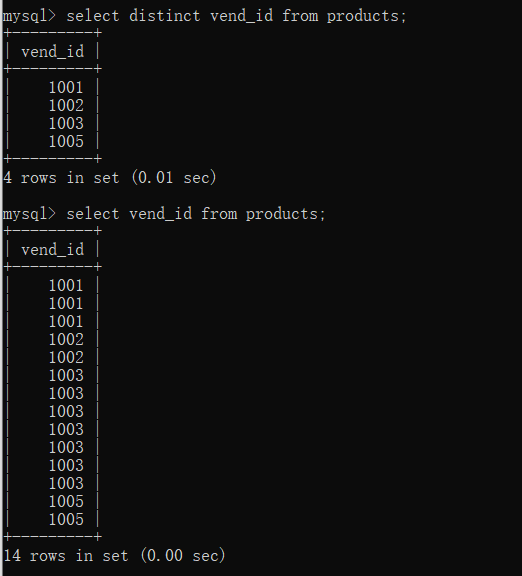 mysql> select distinct vend_id from products;
+---------+
| vend_id |
+---------+
|    1001 |
|    1002 |
|    1003 |
|    1005 |
+---------+
4 rows in set (0.01 sec)
mysql> select vend_id from products;
+---------+
| vend_id |
+---------+
|    1001 |
|    1001 |
|    1001 |
|    1002 |
|    1002 |
|    1003 |
|    1003 |
|    1003 |
|    1003 |
|    1003 |
|    1003 |
|    1003 |
|    1005 |
|    1005 |
+---------+
14 rows in set (0.00 sec)